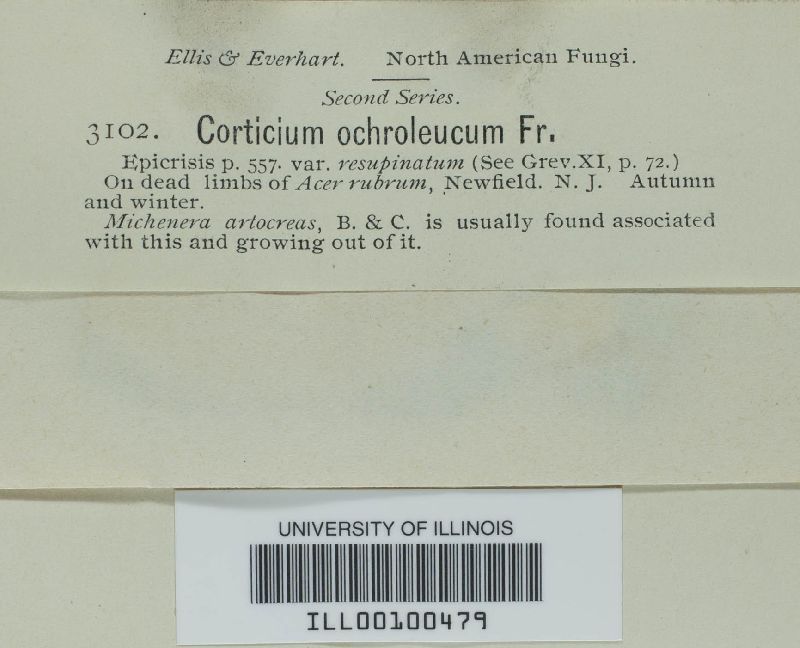 Ellis & Everhart. North American Fungi.
Second Series.
3102. Corticium ochroleucum Fr.
Epicrisis p. 557. var. resupinatum (See Grev.XI, p. 72.)
On dead limbs of Acer rubrum, Newfield. N. J. Autumn
and winter.
Michenera artocreas, B. & C. is usually found associated
with this and growing out of it.
UNIVERSITY OF ILLINOIS
ILL00100479